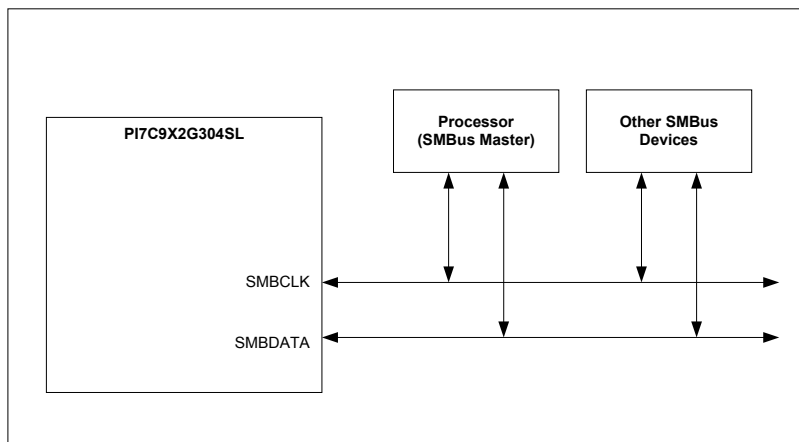 PI7C9X2G304SL
Processor
(SMBus Master)
Other SMBus
Devices
SMBCLK
SMBDATA